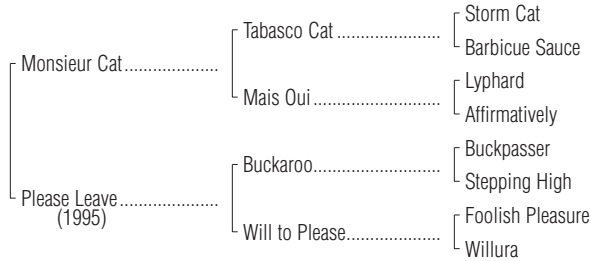 Storm Cat
Tabasco Cat ......................
Barbicue Sauce
Monsieur Cat....................
Lyphard
Mais Oui ...........................
Affirmatively
Buckpasser
Buckaroo...........................
Stepping High
Please Leave.....................
(1995)
Foolish Pleasure
Will to Please....................
Willura